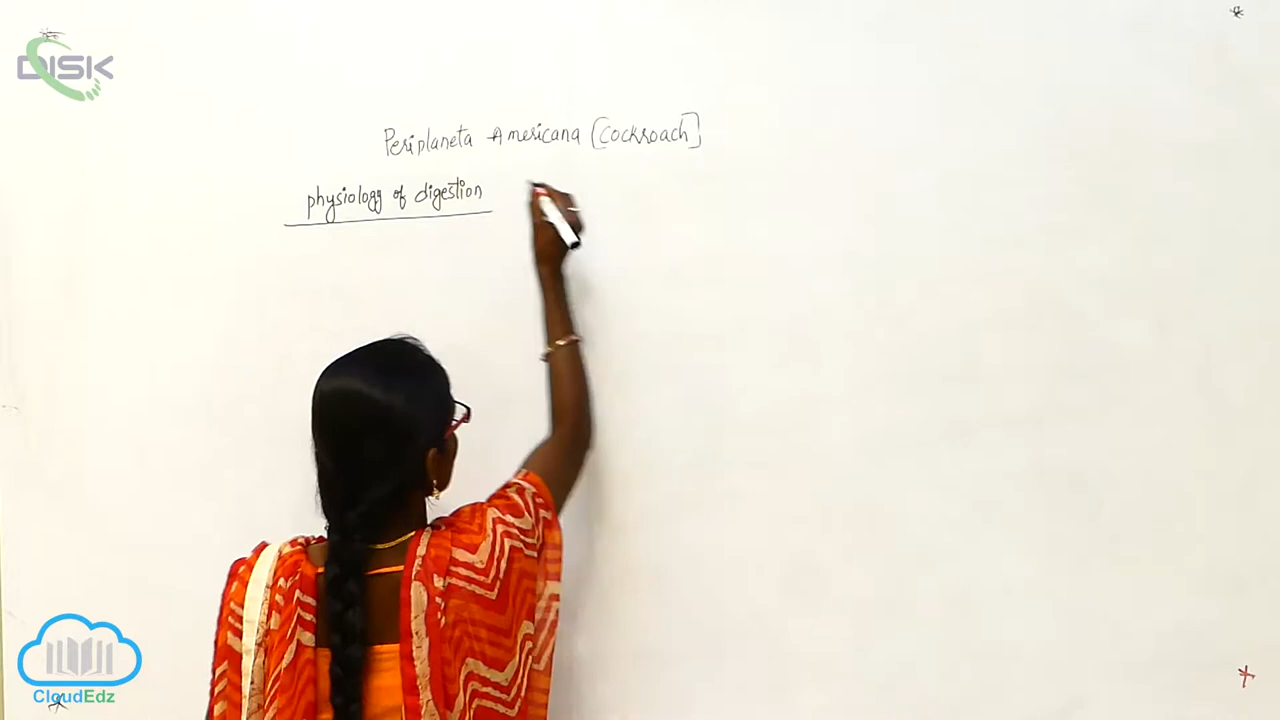 DISK
Periplaneta Americana [Cockroach]
physiology of digestion
CloudEdz